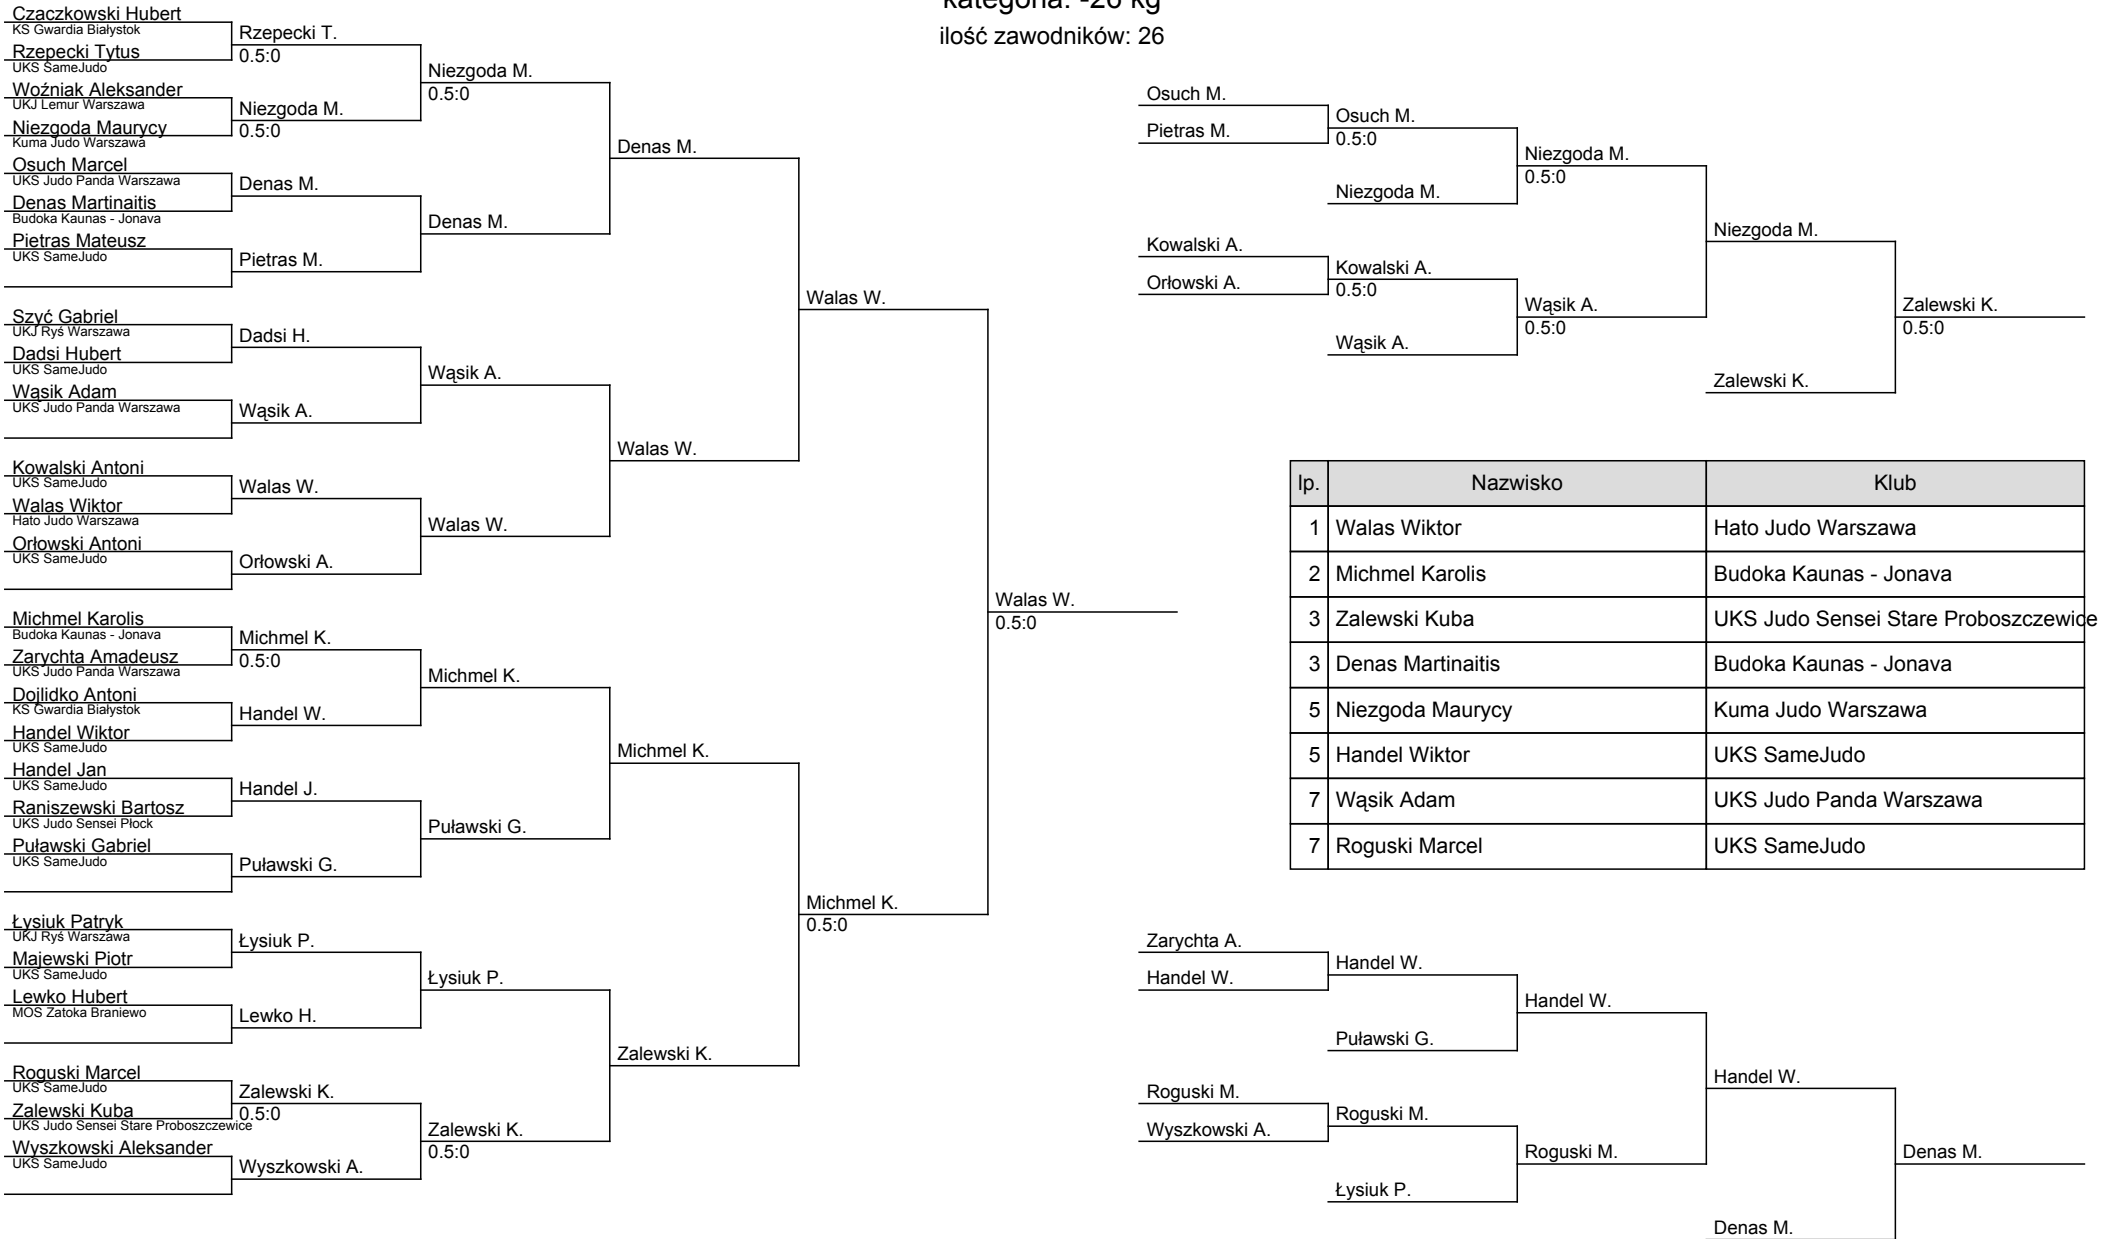 kategoria: -26 kg
ilość zawodników: 26
Czaczkowski Hubert
KS Gwardia Białystok
Rzepecki Tytus
UKS SameJudo
Woźniak Aleksander
UKJ Lemur Warszawa
Niezgoda Maurycy
Kuma Judo Warszawa
Osuch Marcel
UKS Judo Panda Warszawa
Denas Martinaitis
Budoka Kaunas - Jonava
Pietras Mateusz
UKS SameJudo
Szyć Gabriel
UKJ Ryś Warszawa
Dadsi Hubert
UKS SameJudo
Wąsik Adam
UKS Judo Panda Warszawa
Kowalski Antoni
UKS SameJudo
Walas Wiktor
Hato Judo Warszawa
Orłowski Antoni
UKS SameJudo
Michmel Karolis
Budoka Kaunas - Jonava
Zarychta Amadeusz
UKS Judo Panda Warszawa
Dojlidko Antoni
KS Gwardia Białystok
Handel Wiktor
UKS SameJudo
Handel Jan
UKS SameJudo
Raniszewski Bartosz
UKS Judo Sensei Płock
Puławski Gabriel
UKS SameJudo
Łysiuk Patryk
UKJ Ryś Warszawa
Majewski Piotr
UKS SameJudo
Lewko Hubert
MOS Zatoka Braniewo
Roguski Marcel
UKS SameJudo
Zalewski Kuba
UKS Judo Sensei Stare Proboszczewice
Wyszkowski Aleksander
UKS SameJudo
Rzepecki T.
0.5:0
Niezgoda M.
0.5:0
Denas M.
Pietras M.
Dadsi H.
Wąsik A.
Walas W.
Orłowski A.
Michmel K.
0.5:0
Handel W.
Handel J.
Puławski G.
Łysiuk P.
Lewko H.
Zalewski K.
0.5:0
Wyszkowski A.
Niezgoda M.
0.5:0
Denas M.
Wąsik A.
Walas W.
Michmel K.
Puławski G.
Łysiuk P.
Zalewski K.
0.5:0
Denas M.
Walas W.
Michmel K.
Zalewski K.
Walas W.
Michmel K.
0.5:0
Walas W.
0.5:0
Osuch M.
Pietras M.
Kowalski A.
Orłowski A.
Osuch M.
0.5:0
Niezgoda M.
Kowalski A.
0.5:0
Wąsik A.
Niezgoda M.
0.5:0
Wąsik A.
0.5:0
Niezgoda M.
Zalewski K.
Zalewski K.
0.5:0
lp. Nazwisko Klub
1 Walas Wiktor Hato Judo Warszawa
2 Michmel Karolis Budoka Kaunas - Jonava
3 Zalewski Kuba UKS Judo Sensei Stare Proboszczewice
3 Denas Martinaitis Budoka Kaunas - Jonava
5 Niezgoda Maurycy Kuma Judo Warszawa
5 Handel Wiktor UKS SameJudo
7 Wąsik Adam UKS Judo Panda Warszawa
7 Roguski Marcel UKS SameJudo
Zarychta A.
Handel W.
Roguski M.
Wyszkowski A.
Handel W.
Puławski G.
Roguski M.
Łysiuk P.
Handel W.
Roguski M.
Handel W.
Denas M.
Denas M.